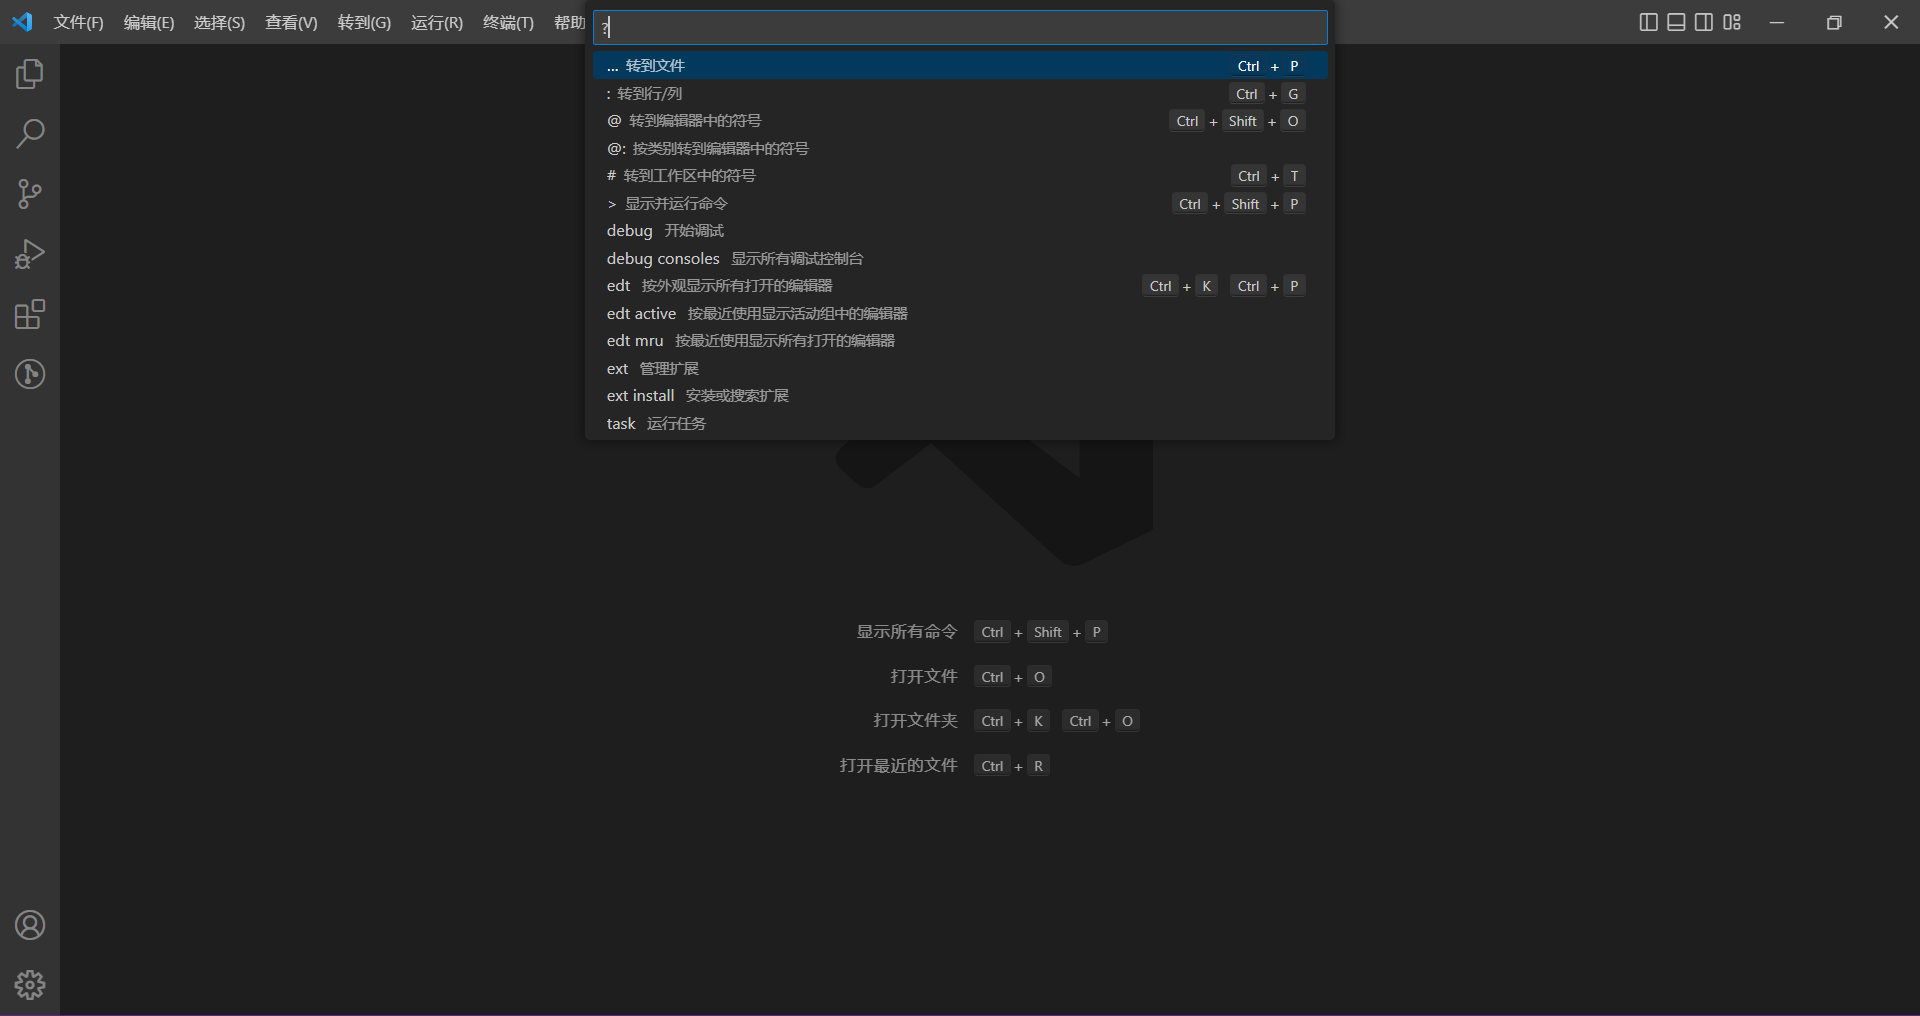 文件(F) 编辑(E) 选择(S) 查看(V) 转到(G) 运行(R) 终端(T) 帮助
?
... 转到文件 Ctrl + P
: 转到行/列 Ctrl + G
@ 转到编辑器中的符号 Ctrl + Shift + O
@: 按类别转到编辑器中的符号
# 转到工作区中的符号 Ctrl + T
> 显示并运行命令 Ctrl + Shift + P
debug 开始调试
debug consoles 显示所有调试控制台
edt 按外观显示所有打开的编辑器 Ctrl + K Ctrl + P
edt active 按最近使用显示活动组中的编辑器
edt mru 按最近使用显示所有打开的编辑器
ext 管理扩展
ext install 安装或搜索扩展
task 运行任务
显示所有命令 Ctrl + Shift + P
打开文件 Ctrl + O
打开文件夹 Ctrl + K Ctrl + O
打开最近的文件 Ctrl + R